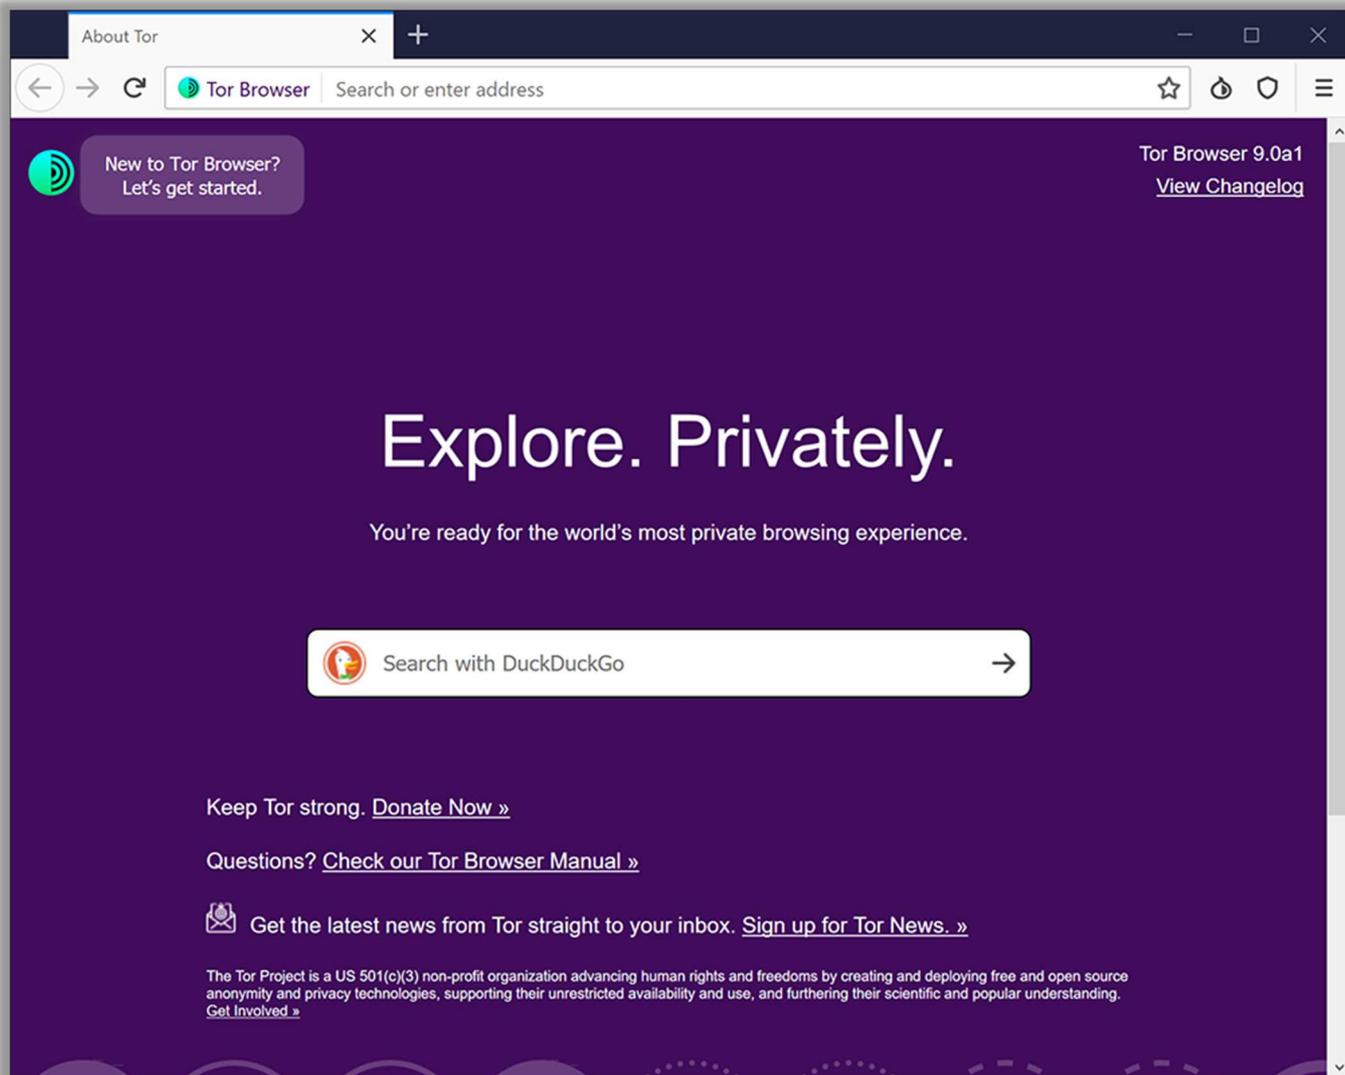 About Tor
Tor Browser
Search or enter address
New to Tor Browser?
Let’s get started.
Tor Browser 9.0a1
View Changelog
Explore. Privately.
You’re ready for the world’s most private browsing experience.
Search with DuckDuckGo
Keep Tor strong. Donate Now »
Questions? Check our Tor Browser Manual »
Get the latest news from Tor straight to your inbox. Sign up for Tor News. »
The Tor Project is a US 501(c)(3) non-profit organization advancing human rights and freedoms by creating and deploying free and open source
anonymity and privacy technologies, supporting their unrestricted availability and use, and furthering their scientific and popular understanding.
Get Involved »